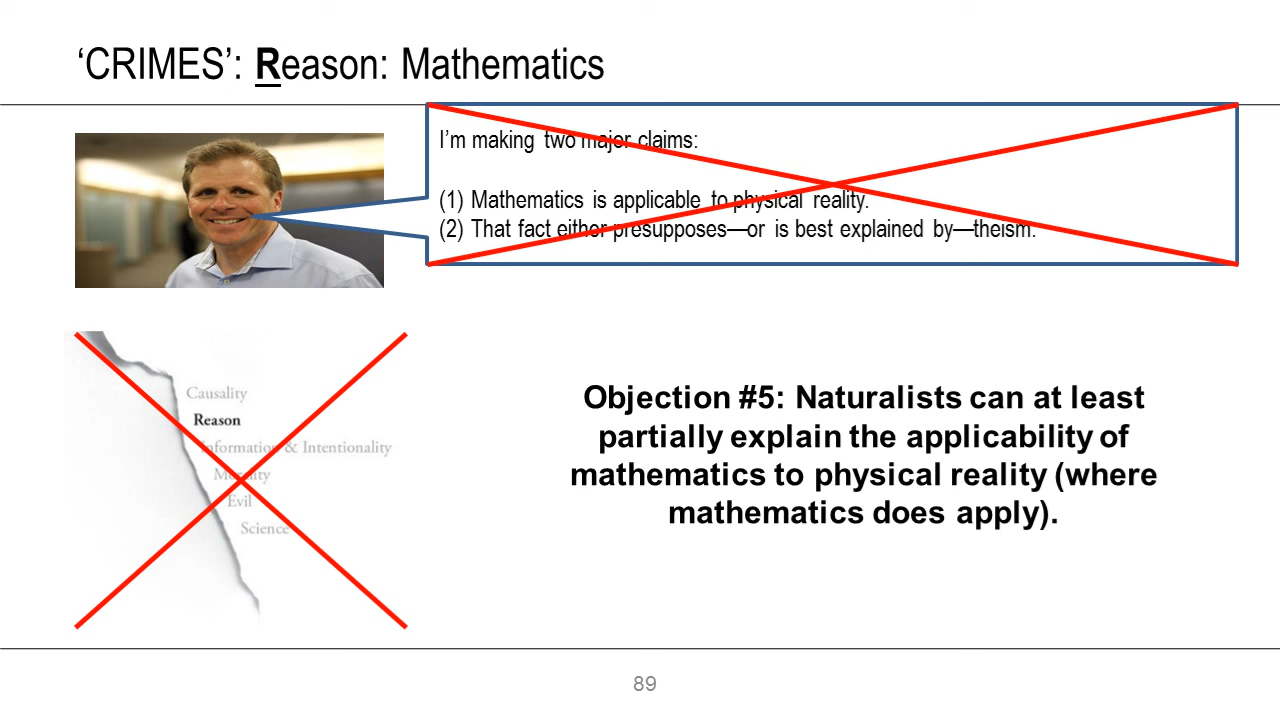 ‘CRIMES’: Reason: Mathematics
I’m making two major claims:
(1) Mathematics is applicable to physical reality.
(2) That fact either presupposes—or is best explained by—theism.
Causality
Reason
Information & Intentionality
Morality
Evil
Science
Objection #5: Naturalists can at least
partially explain the applicability of
mathematics to physical reality (where
mathematics does apply).
89